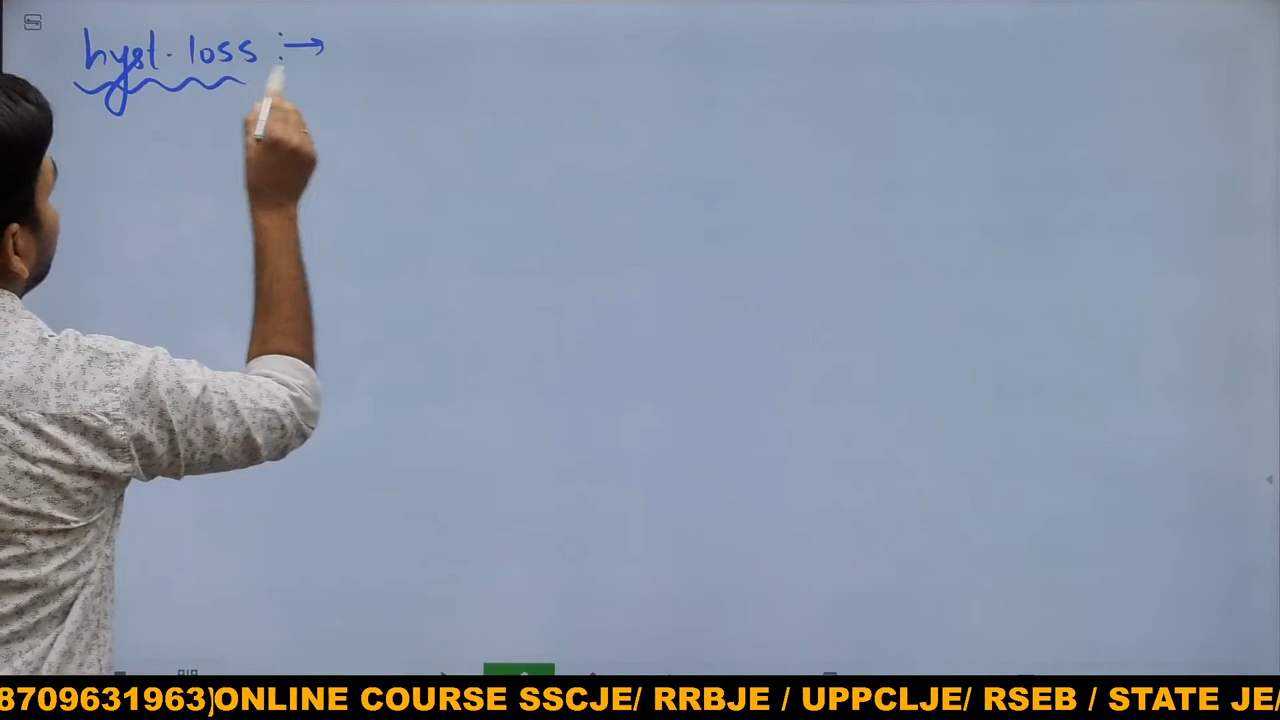 hyst. loss :→
8709631963)ONLINE COURSE SSCJE/ RRBJE / UPPCLJE/ RSEB / STATE JE/